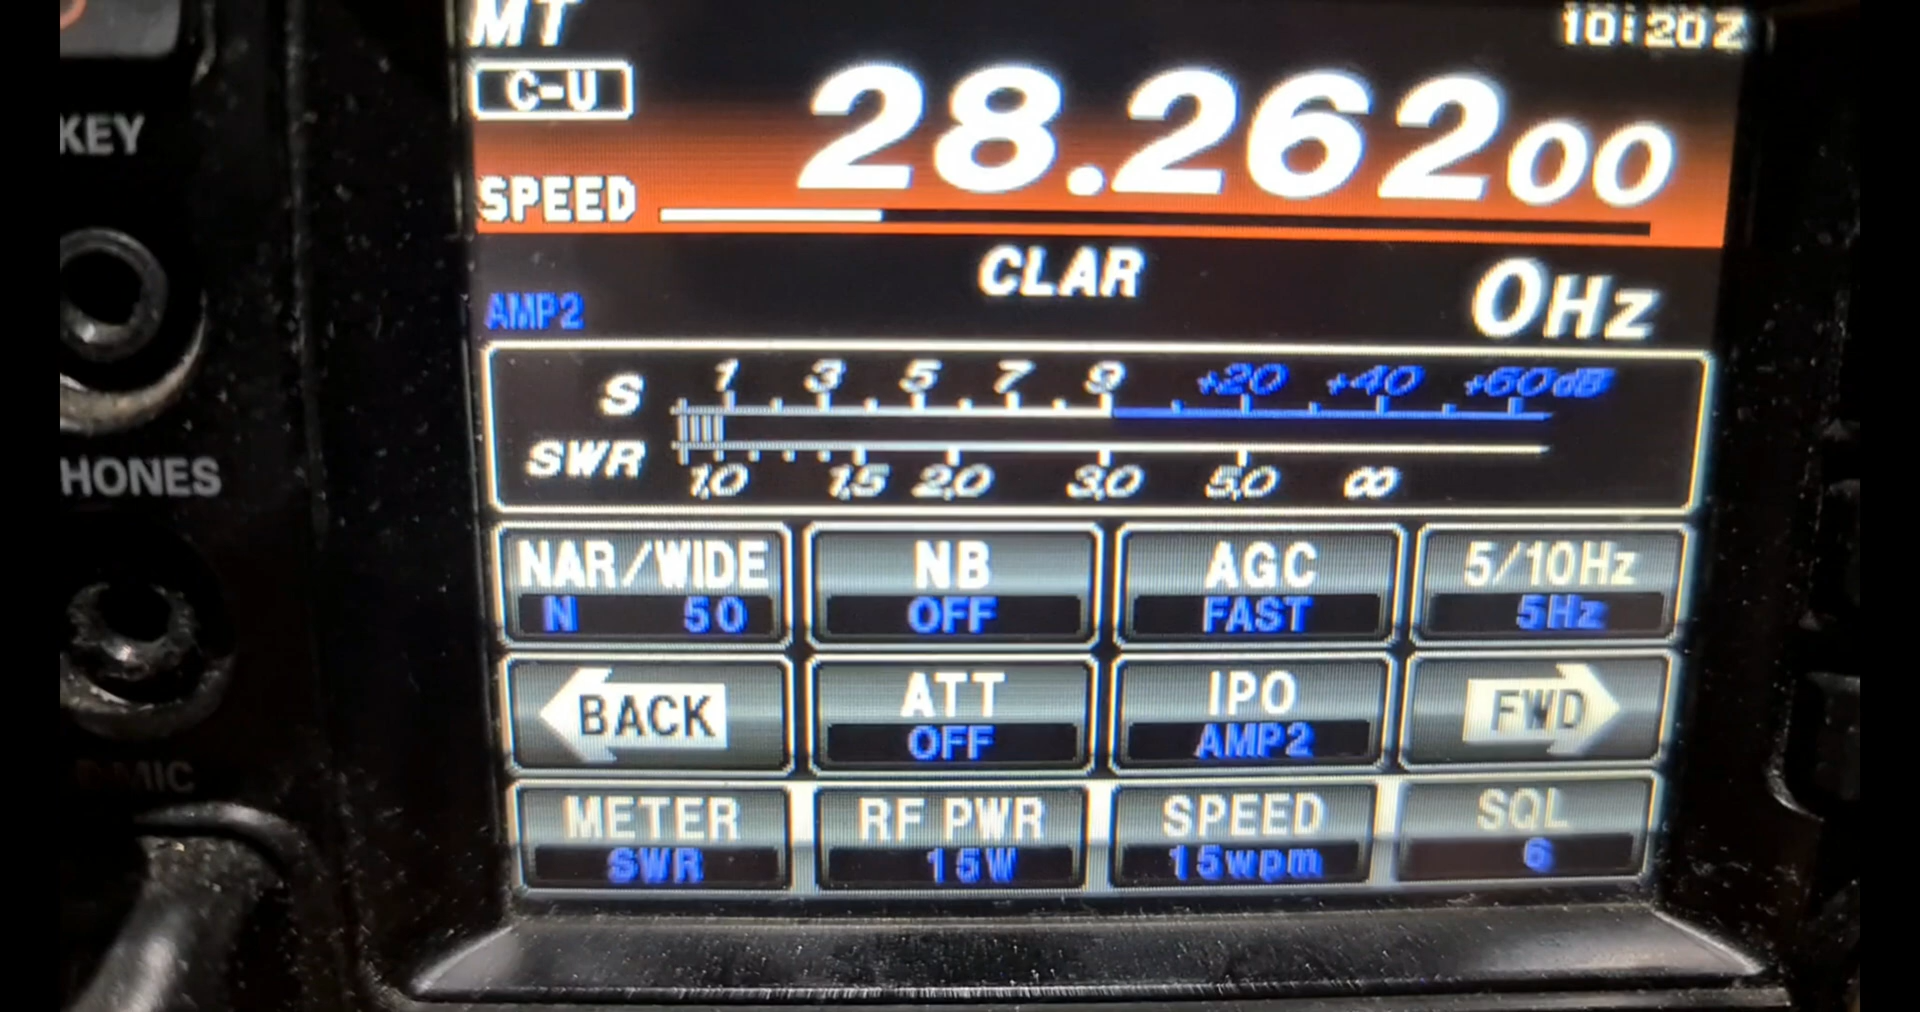 MT 10:20Z
C-U 28.26200
KEY
SPEED
CLAR 0Hz
AMP2
S 1 3 5 7 9 +20 +40 +60dB
SWR 1.0 1.5 2.0 3.0 5.0 ∞
HONES
NAR/WIDE NB AGC 5/10Hz
N 50 OFF FAST 5Hz
BACK ATT IPO FWD
OFF AMP2
MIC
METER RF PWR SPEED SQL
SWR 15W 15wpm 6